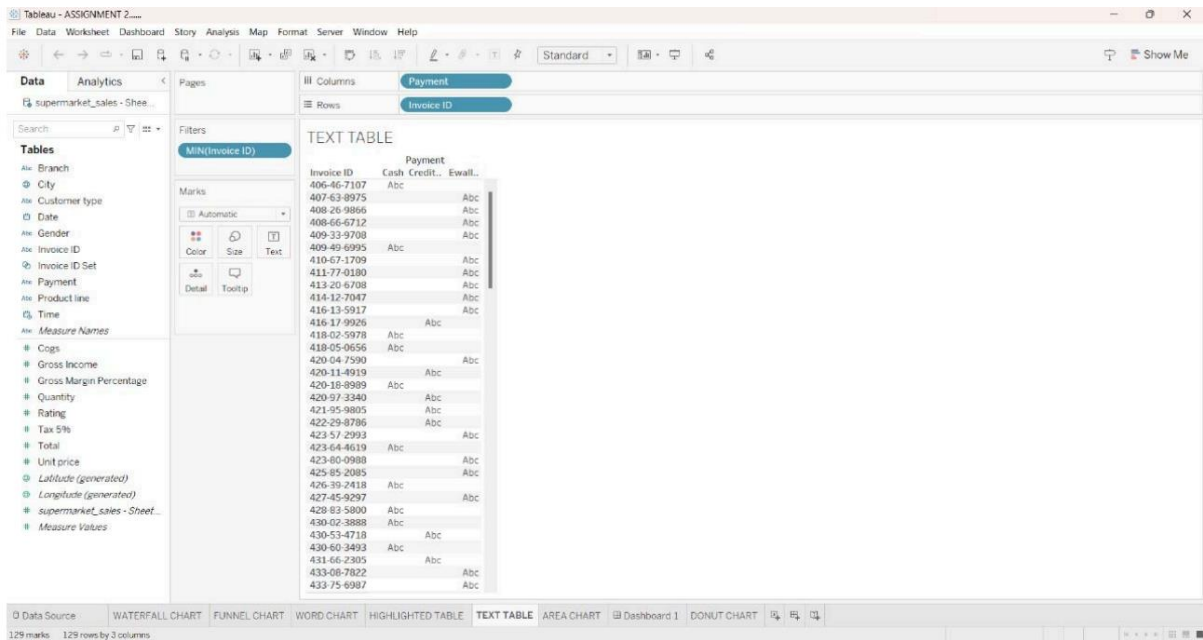 Tableau - ASSIGNMENT 2......
File Data Worksheet Dashboard Story Analysis Map Format Server Window Help
Standard
Show Me
Data Analytics
supermarket_sales - Shee...
Search
Tables
Abc Branch
City
Abc Customer type
Date
Abc Gender
Abc Invoice ID
Invoice ID Set
Abc Payment
Abc Product line
Time
Abc Measure Names
# Cogs
# Gross Income
# Gross Margin Percentage
# Quantity
# Rating
# Tax 5%
# Total
# Unit price
Latitude (generated)
Longitude (generated)
# supermarket_sales - Sheet...
# Measure Values
Pages
Filters
MIN(Invoice ID)
Marks
Automatic
Color Size Text
Detail Tooltip
Columns Payment
Rows Invoice ID
TEXT TABLE
Payment
Invoice ID Cash Credit.. Ewall..
406-46-7107 Abc
407-63-8975 Abc
408-26-9866 Abc
408-66-6712 Abc
409-33-9708 Abc
409-49-6995 Abc
410-67-1709 Abc
411-77-0180 Abc
413-20-6708 Abc
414-12-7047 Abc
416-13-5917 Abc
416-17-9926 Abc
418-02-5978 Abc
418-05-0656 Abc
420-04-7590 Abc
420-11-4919 Abc
420-18-8989 Abc
420-97-3340 Abc
421-95-9805 Abc
422-29-8786 Abc
423-57-2993 Abc
423-64-4619 Abc
423-80-0988 Abc
425-85-2085 Abc
426-39-2418 Abc
427-45-9297 Abc
428-83-5800 Abc
430-02-3888 Abc
430-53-4718 Abc
430-60-3493 Abc
431-66-2305 Abc
433-08-7822 Abc
433-75-6987 Abc
Data Source WATERFALL CHART FUNNEL CHART WORD CHART HIGHLIGHTED TABLE TEXT TABLE AREA CHART Dashboard 1 DONUT CHART
129 marks 129 rows by 3 columns